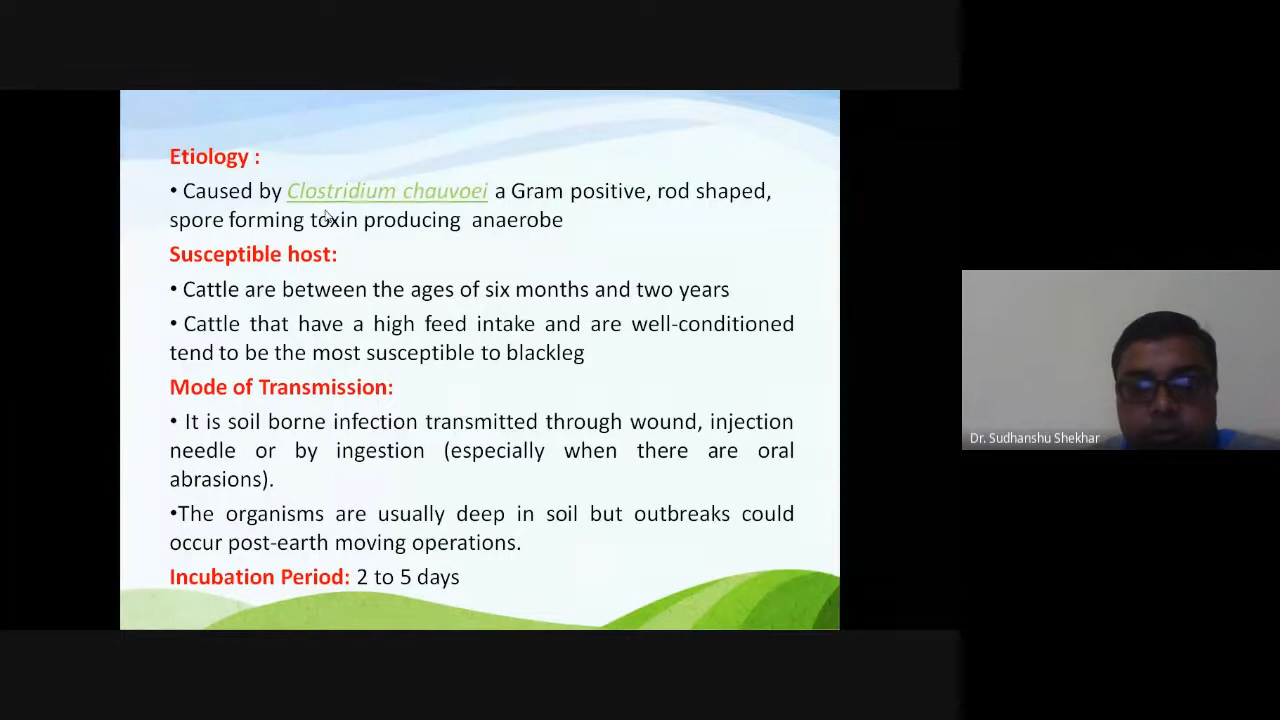 Etiology :
• Caused by Clostridium chauvoei a Gram positive, rod shaped,
spore forming toxin producing anaerobe
Susceptible host:
• Cattle are between the ages of six months and two years
• Cattle that have a high feed intake and are well-conditioned
tend to be the most susceptible to blackleg
Mode of Transmission:
• It is soil borne infection transmitted through wound, injection
needle or by ingestion (especially when there are oral
abrasions).
•The organisms are usually deep in soil but outbreaks could
occur post-earth moving operations.
Incubation Period: 2 to 5 days
Dr. Sudhanshu Shekhar